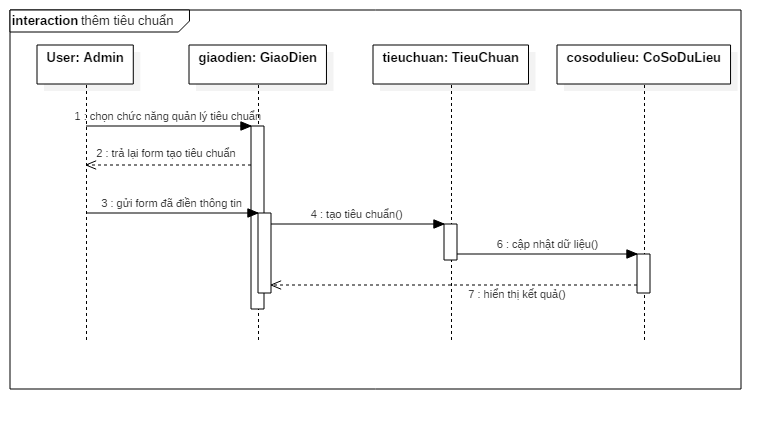 interaction thêm tiêu chuẩn
User: Admin
giaodien: GiaoDien
tieuchuan: TieuChuan
cosodulieu: CoSoDuLieu
1 : chọn chức năng quản lý tiêu chuẩn
2 : trả lại form tạo tiêu chuẩn
3 : gửi form đã điền thông tin
4 : tạo tiêu chuẩn()
6 : cập nhật dữ liệu()
7 : hiển thị kết quả()